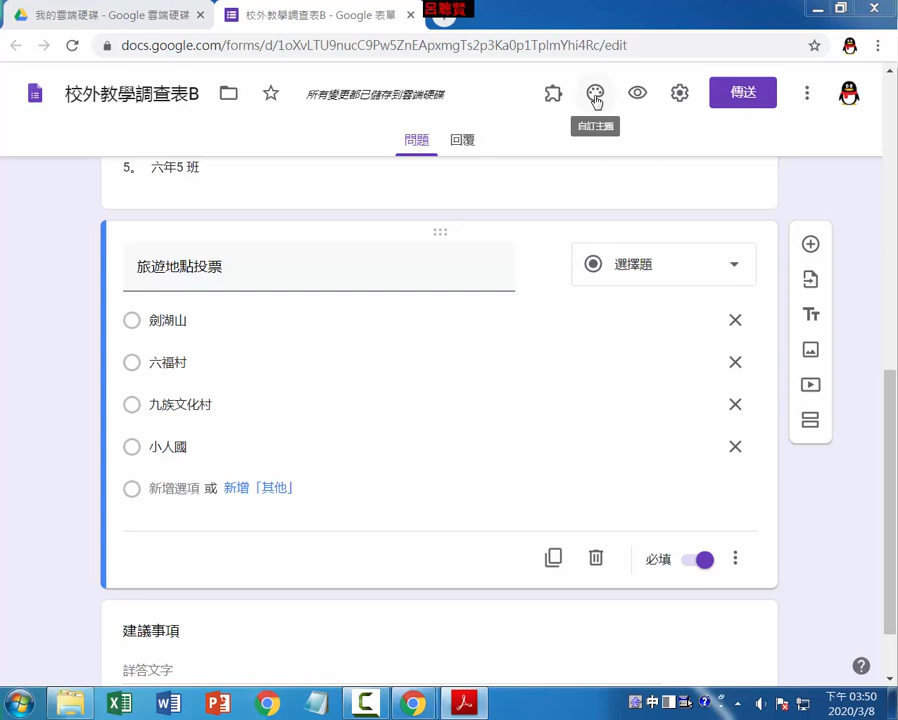 我的雲端硬碟 - Google 雲端硬碟
校外教學調查表B - Google 表單
呂聰賢
docs.google.com/forms/d/1oXvLTU9nucC9Pw5ZnEApxmgTs2p3Ka0p1TplmYhi4Rc/edit
校外教學調查表B
所有變更都已儲存到雲端硬碟
傳送
自訂主題
問題
回覆
5。 六年5 班
旅遊地點投票
選擇題
劍湖山
六福村
九族文化村
小人國
新增選項 或 新增「其他」
必填
建議事項
詳答文字
中
下午 03:50
2020/3/8